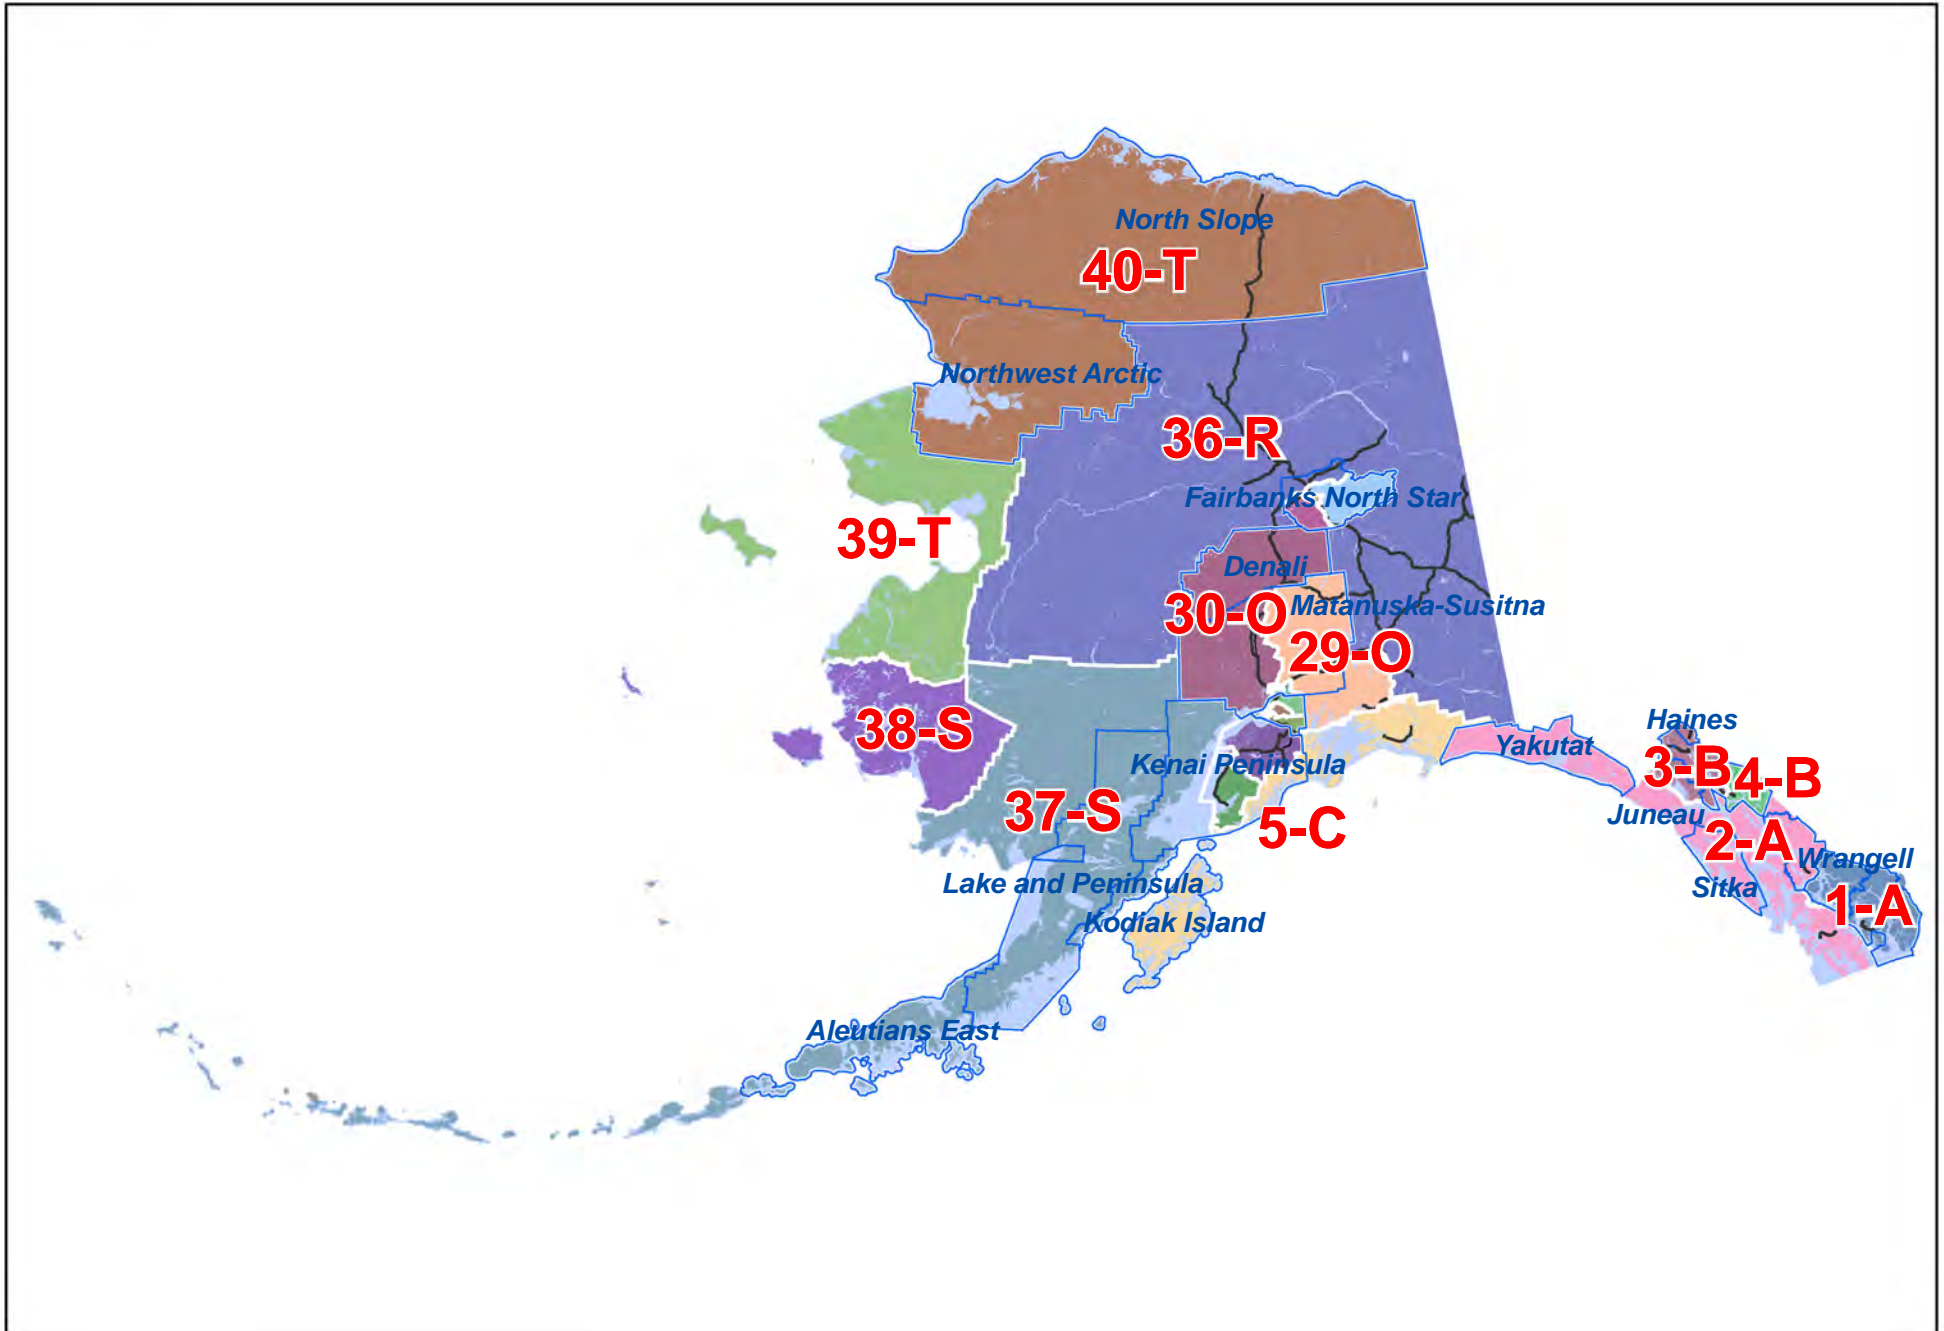 North Slope
40-T
Northwest Arctic
36-R
Fairbanks North Star
39-T
Denali
30-O
Matanuska-Susitna
29-O
38-S
Haines
Yakutat
3-B
4-B
Kenai Peninsula
37-S
5-C
Juneau
2-A
Wrangell
Sitka
1-A
Lake and Peninsula
Kodiak Island
Aleutians East